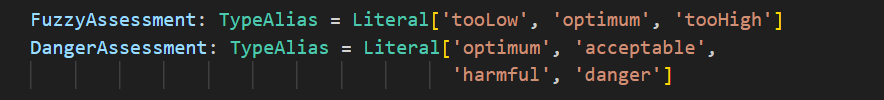 FuzzyAssessment: TypeAlias = Literal['tooLow', 'optimum', 'tooHigh']
DangerAssessment: TypeAlias = Literal['optimum', 'acceptable',
'harmful', 'danger']